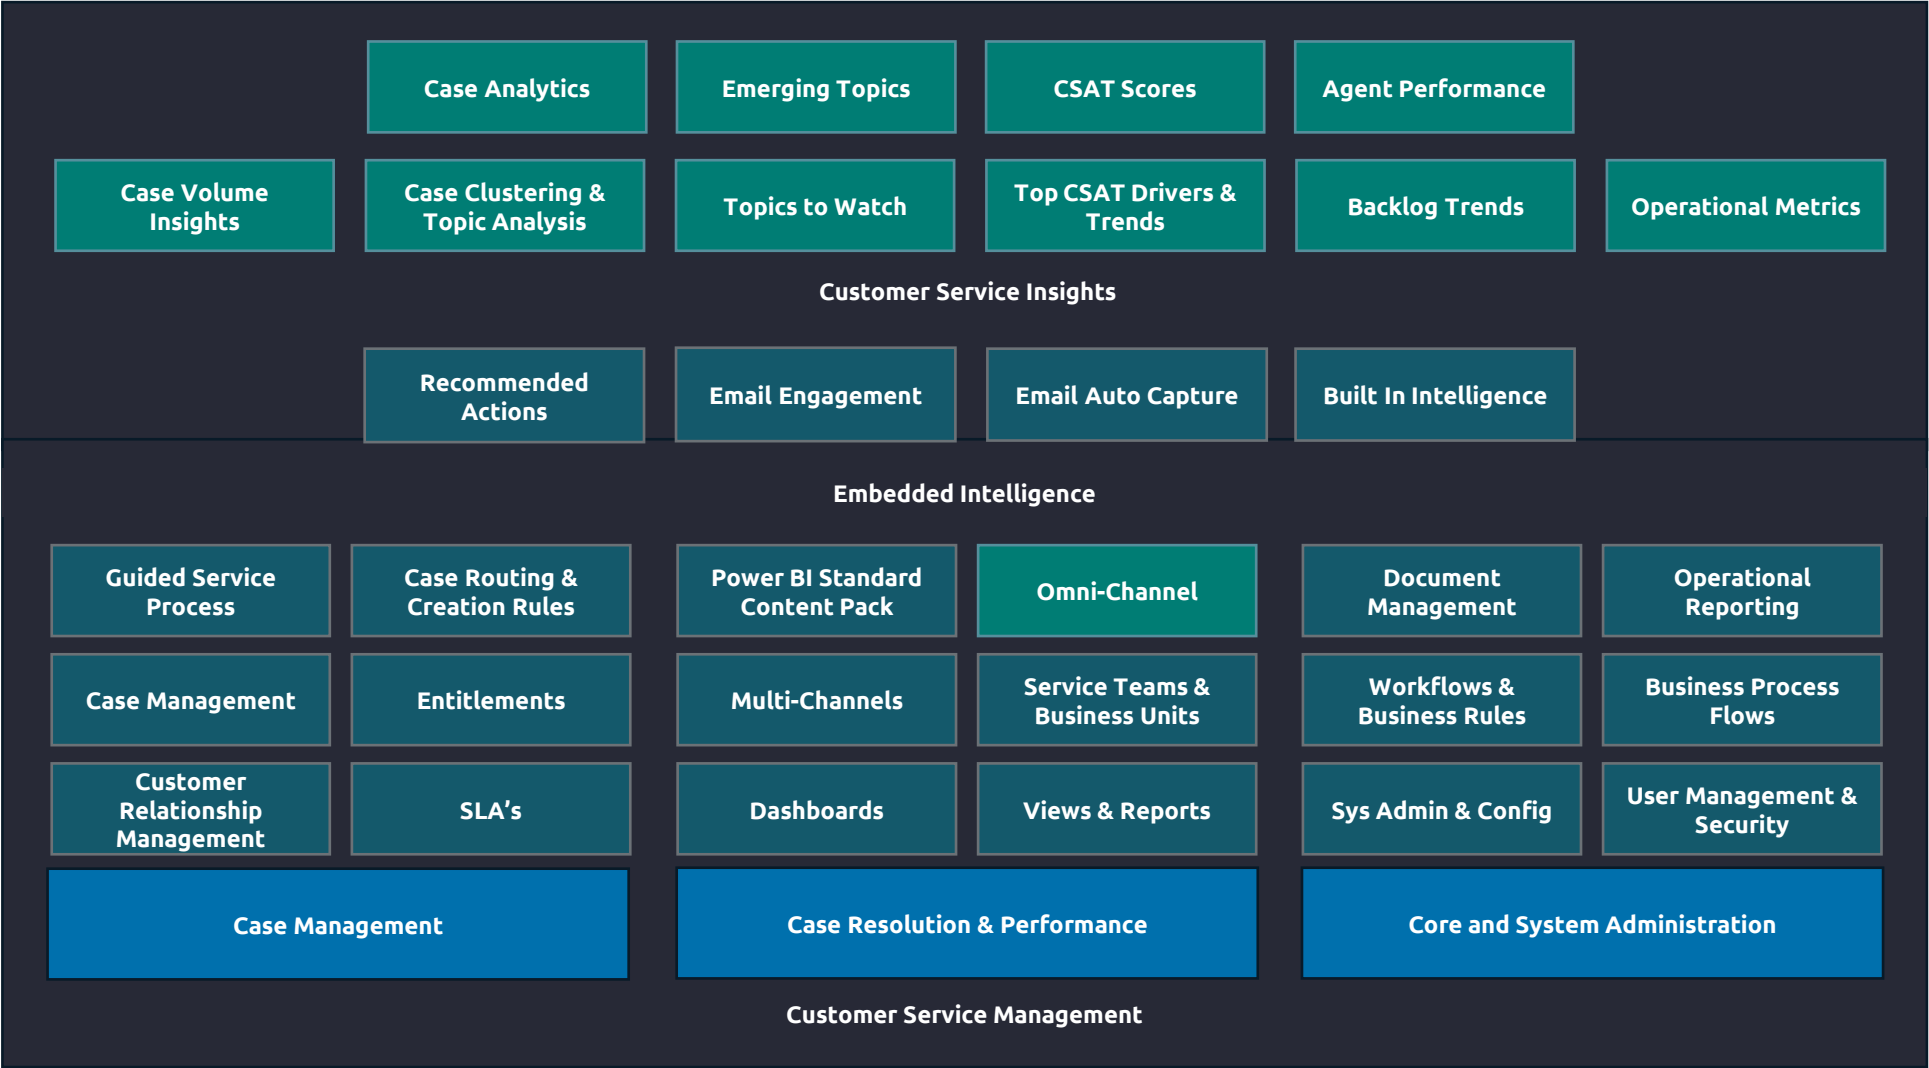 Case Analytics
Emerging Topics
CSAT Scores
Agent Performance
Case Volume
Insights
Case Clustering &
Topic Analysis
Topics to Watch
Top CSAT Drivers &
Trends
Backlog Trends
Operational Metrics
Customer Service Insights
Recommended
Actions
Email Engagement
Email Auto Capture
Built In Intelligence
Embedded Intelligence
Guided Service
Process
Case Routing &
Creation Rules
Power BI Standard
Content Pack
Omni-Channel
Document
Management
Operational
Reporting
Case Management
Entitlements
Multi-Channels
Service Teams &
Business Units
Workflows &
Business Rules
Business Process
Flows
Customer
Relationship
Management
SLA’s
Dashboards
Views & Reports
Sys Admin & Config
User Management &
Security
Case Management
Case Resolution & Performance
Core and System Administration
Customer Service Management